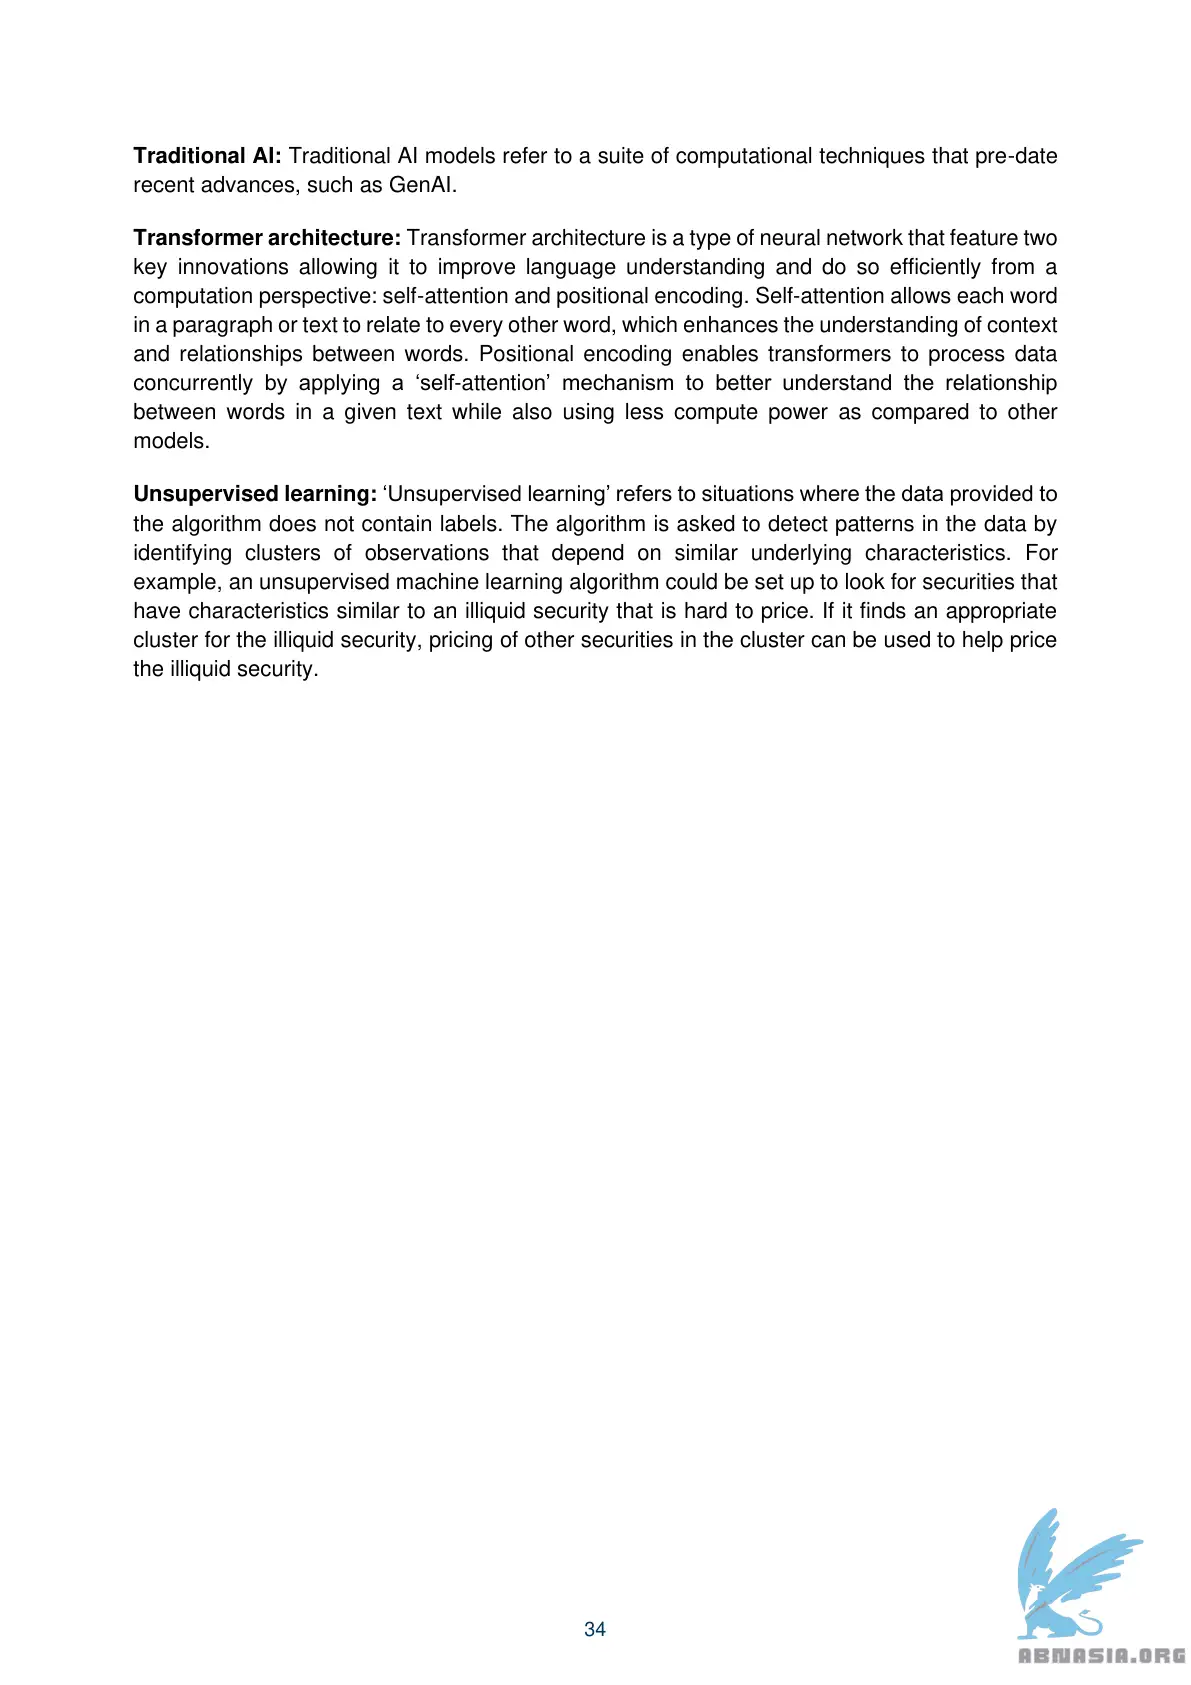 Traditional AI: Traditional AI models refer to a suite of computational techniques that pre-date
recent advances, such as GenAI.
Transformer architecture: Transformer architecture is a type of neural network that feature two
key innovations allowing it to improve language understanding and do so efficiently from a
computation perspective: self-attention and positional encoding. Self-attention allows each word
in a paragraph or text to relate to every other word, which enhances the understanding of context
and relationships between words. Positional encoding enables transformers to process data
concurrently by applying a ‘self-attention’ mechanism to better understand the relationship
between words in a given text while also using less compute power as compared to other
models.
Unsupervised learning: ‘Unsupervised learning’ refers to situations where the data provided to
the algorithm does not contain labels. The algorithm is asked to detect patterns in the data by
identifying clusters of observations that depend on similar underlying characteristics. For
example, an unsupervised machine learning algorithm could be set up to look for securities that
have characteristics similar to an illiquid security that is hard to price. If it finds an appropriate
cluster for the illiquid security, pricing of other securities in the cluster can be used to help price
the illiquid security.
34
ABNASIA.ORG